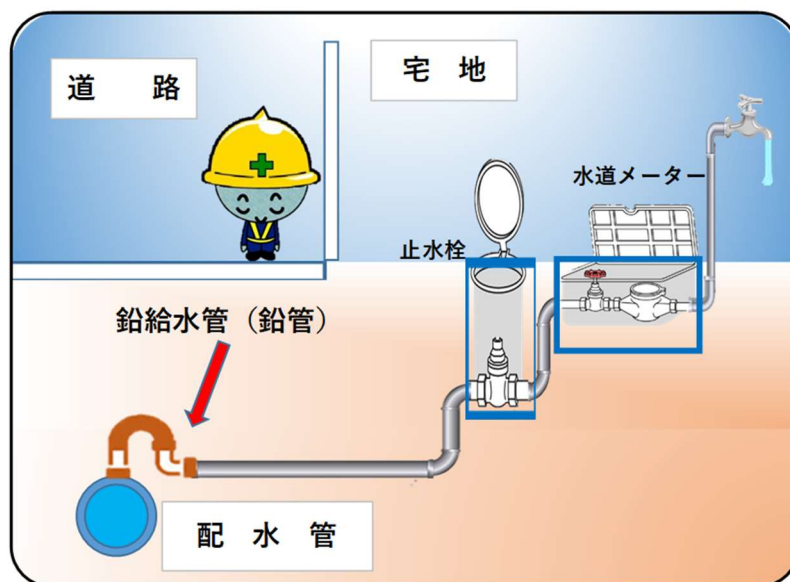 道　路
宅　地
水道メーター
止水栓
鉛給水管（鉛管）
配　水　管